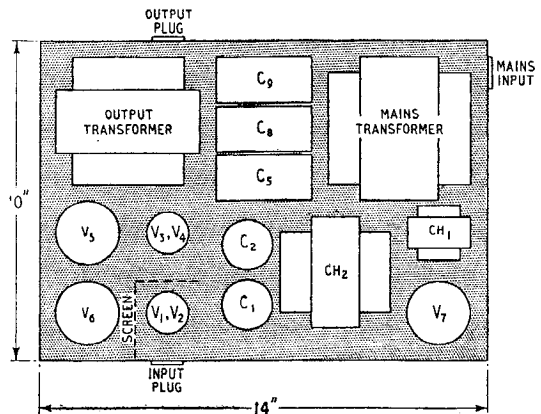 OUTPUT
PLUG
MAINS
INPUT
OUTPUT
TRANSFORMER
C9
C8
C5
MAINS
TRANSFORMER
10"
V5
V3, V4
C2
CH1
CH2
SCREEN
V6
V1, V2
C1
V7
INPUT
PLUG
14"